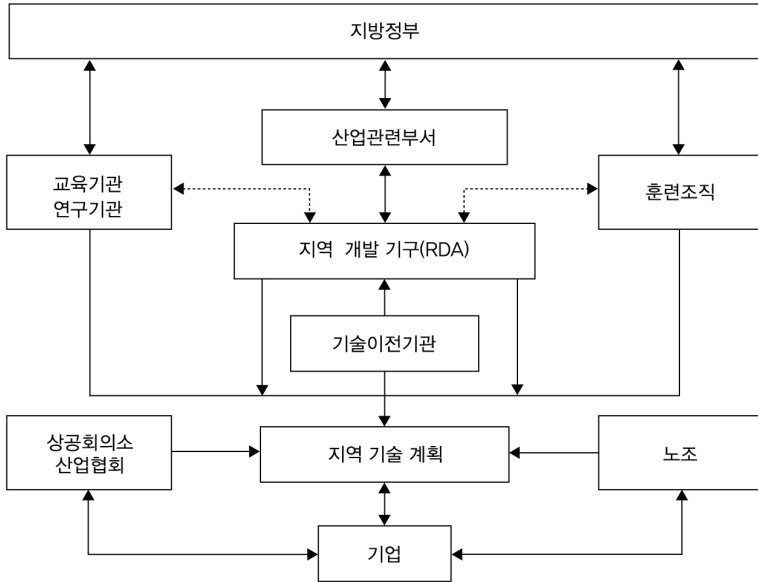 지방정부
산업관련부서
교육기관
연구기관
훈련조직
지역 개발 기구(RDA)
기술이전기관
상공회의소
산업협회
지역 기술 계획
노조
기업